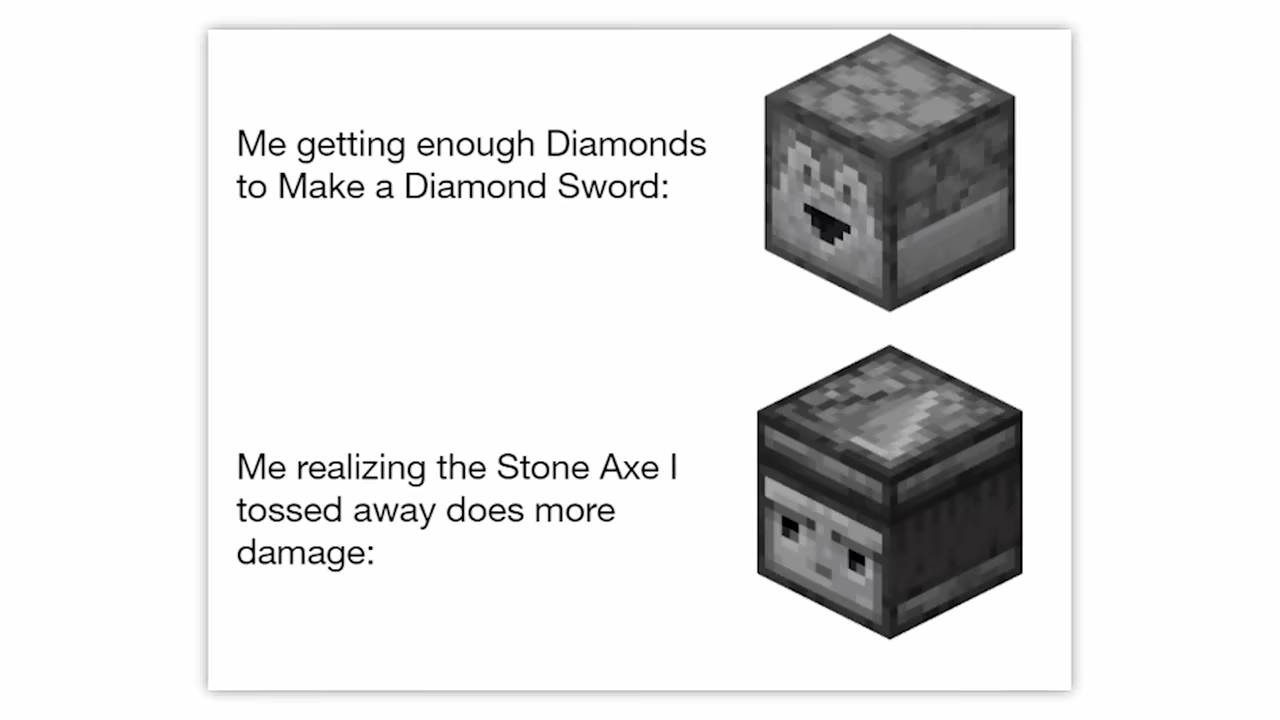 Me getting enough Diamonds
to Make a Diamond Sword:
Me realizing the Stone Axe I
tossed away does more
damage: